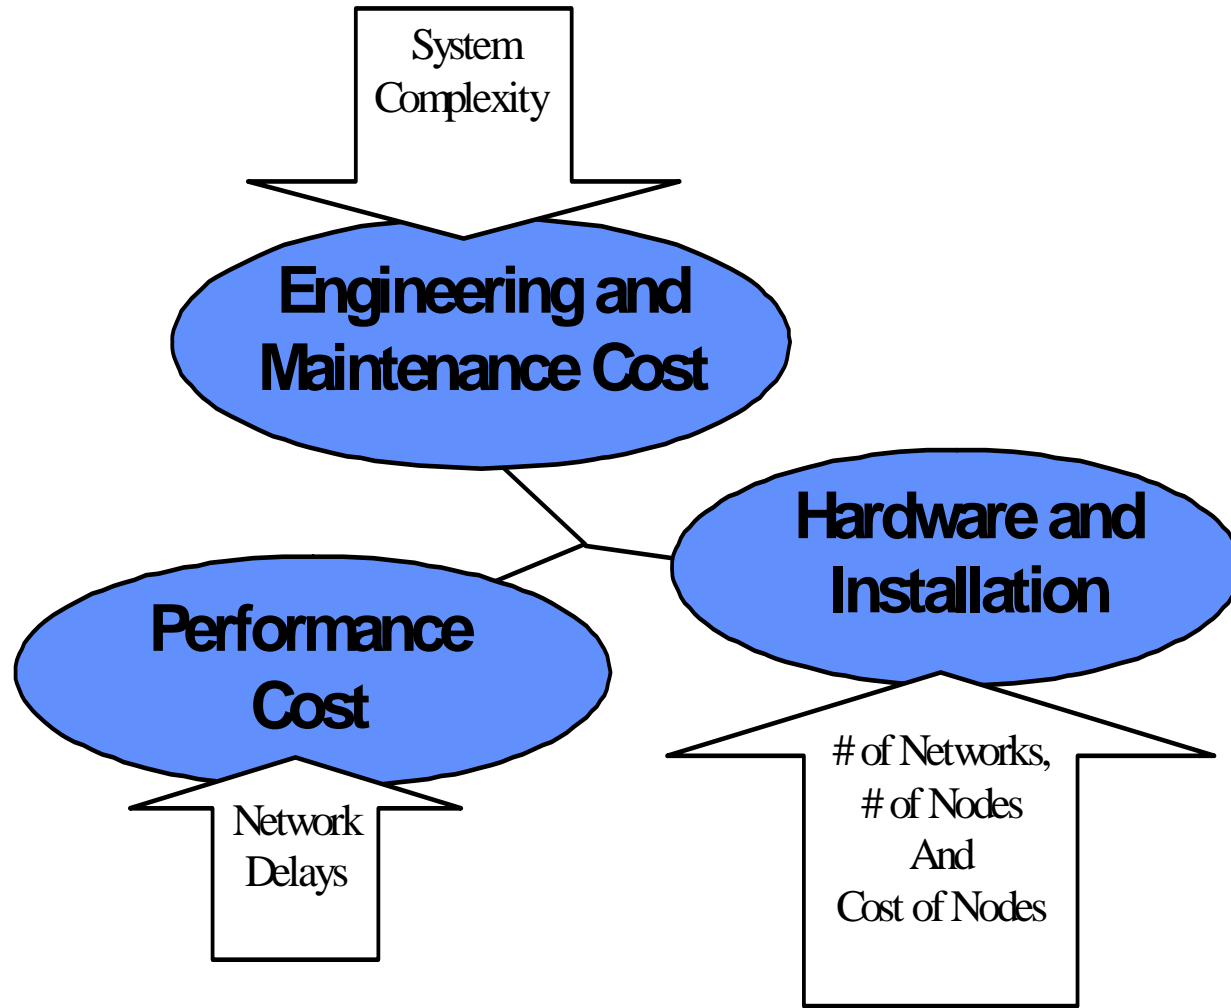 System
Complexity
Engineering and
Maintenance Cost
Hardware and
Installation
Performance
Cost
# of Networks,
# of Nodes
And
Cost of Nodes
Network
Delays